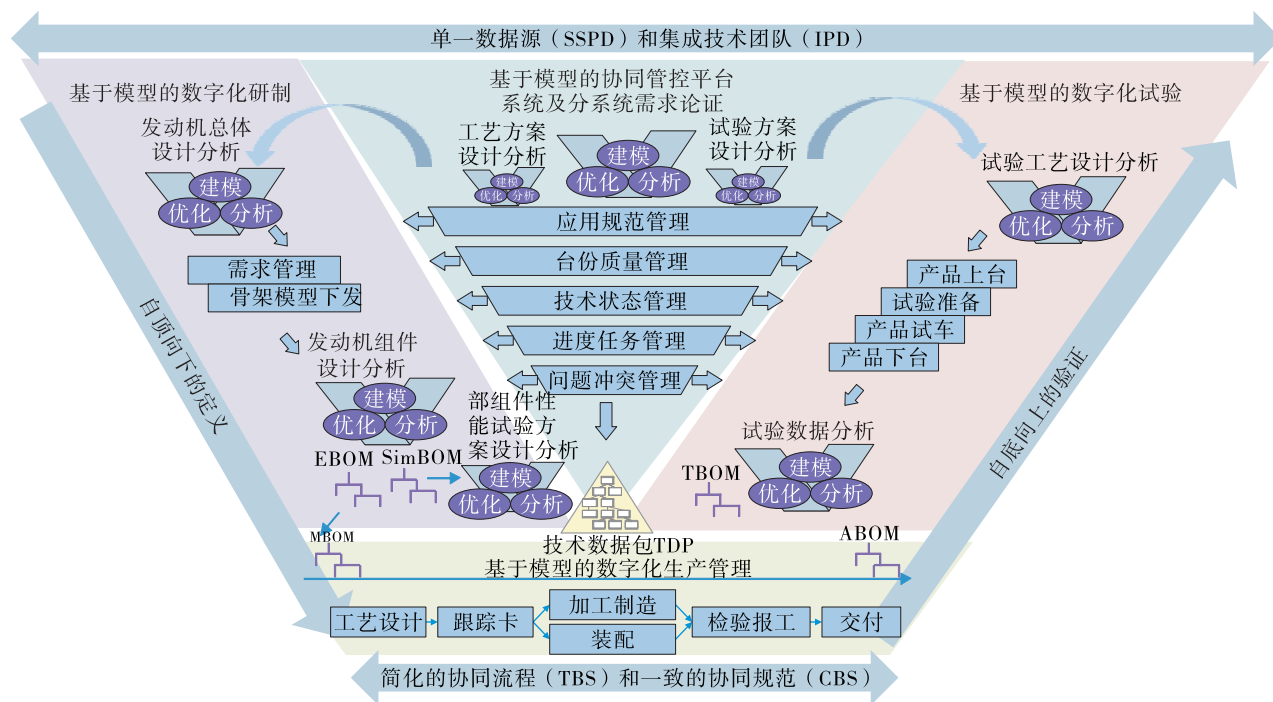 单一数据源（SSPD）和集成技术团队（IPD）
基于模型的数字化研制
发动机总体
设计分析
建模
优化
分析
需求管理
骨架模型下发
发动机组件
设计分析
建模
优化
分析
EBOM
SimBOM
部组件性
能试验方
案设计分析
建模
优化
分析
自顶向下的定义
基于模型的协同管控平台
系统及分系统需求论证
工艺方案
设计分析
建模
优化
分析
建模
优化
分析
试验方案
设计分析
建模
优化
分析
应用规范管理
台份质量管理
技术状态管理
进度任务管理
问题冲突管理
基于模型的数字化试验
试验工艺设计分析
建模
优化
分析
产品上台
试验准备
产品试车
产品下台
试验数据分析
建模
优化
分析
TBOM
自底向上的验证
MBOM
技术数据包TDP
ABOM
基于模型的数字化生产管理
工艺设计
跟踪卡
加工制造
装配
检验报工
交付
简化的协同流程（TBS）和一致的协同规范（CBS）